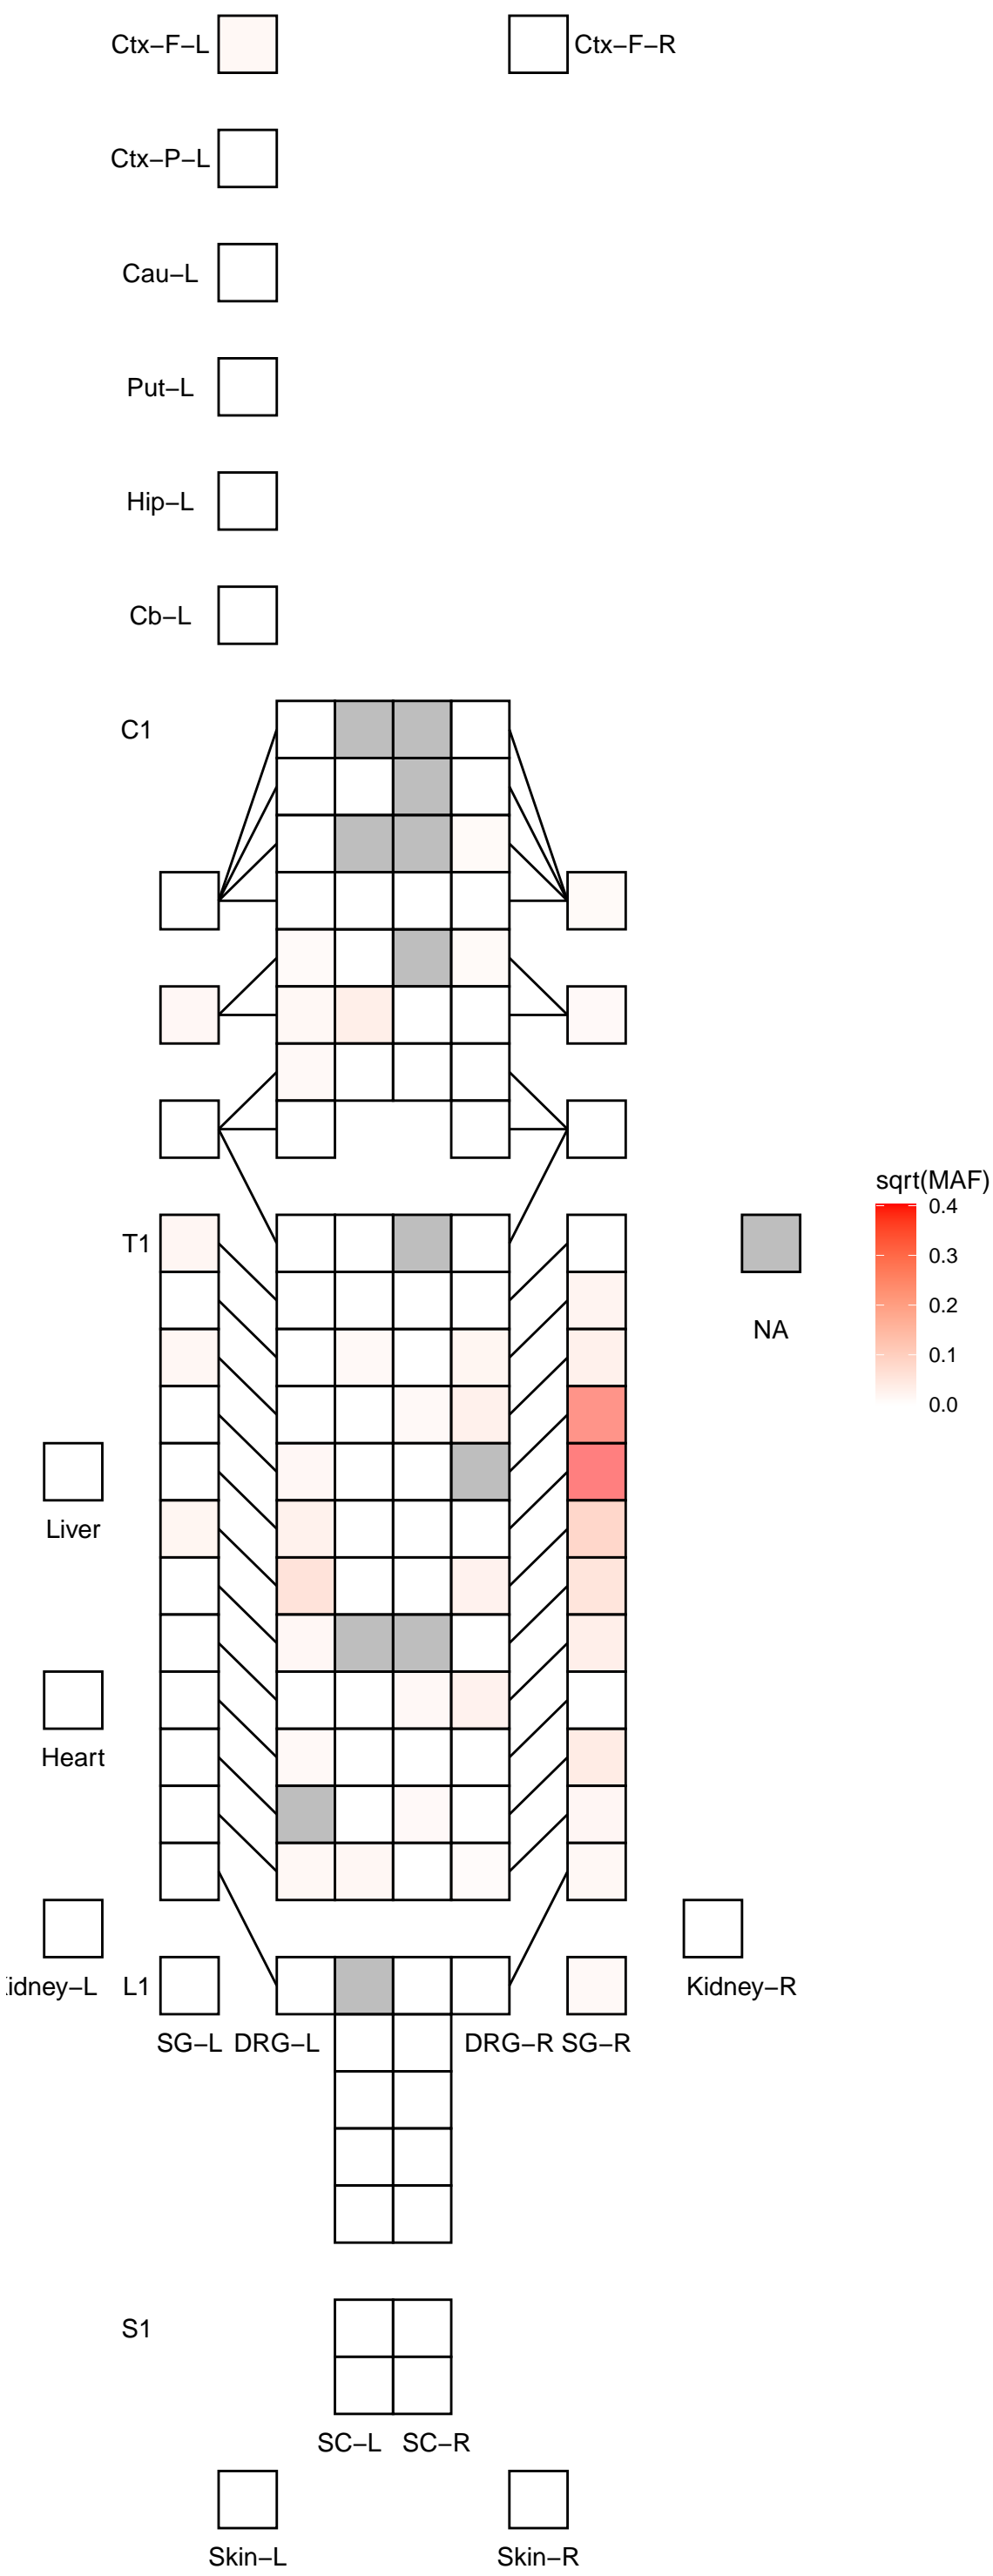 Ctx−F−L
Ctx−F−R
Ctx−P−L
Cau−L
Put−L
Hip−L
Cb−L
C1
sqrt(MAF)
0.4
T1
0.3
0.2
NA
0.1
0.0
Liver
Heart
idney−L
L1
Kidney−R
SG−L
DRG−L
DRG−R
SG−R
S1
SC−L
SC−R
Skin−L
Skin−R